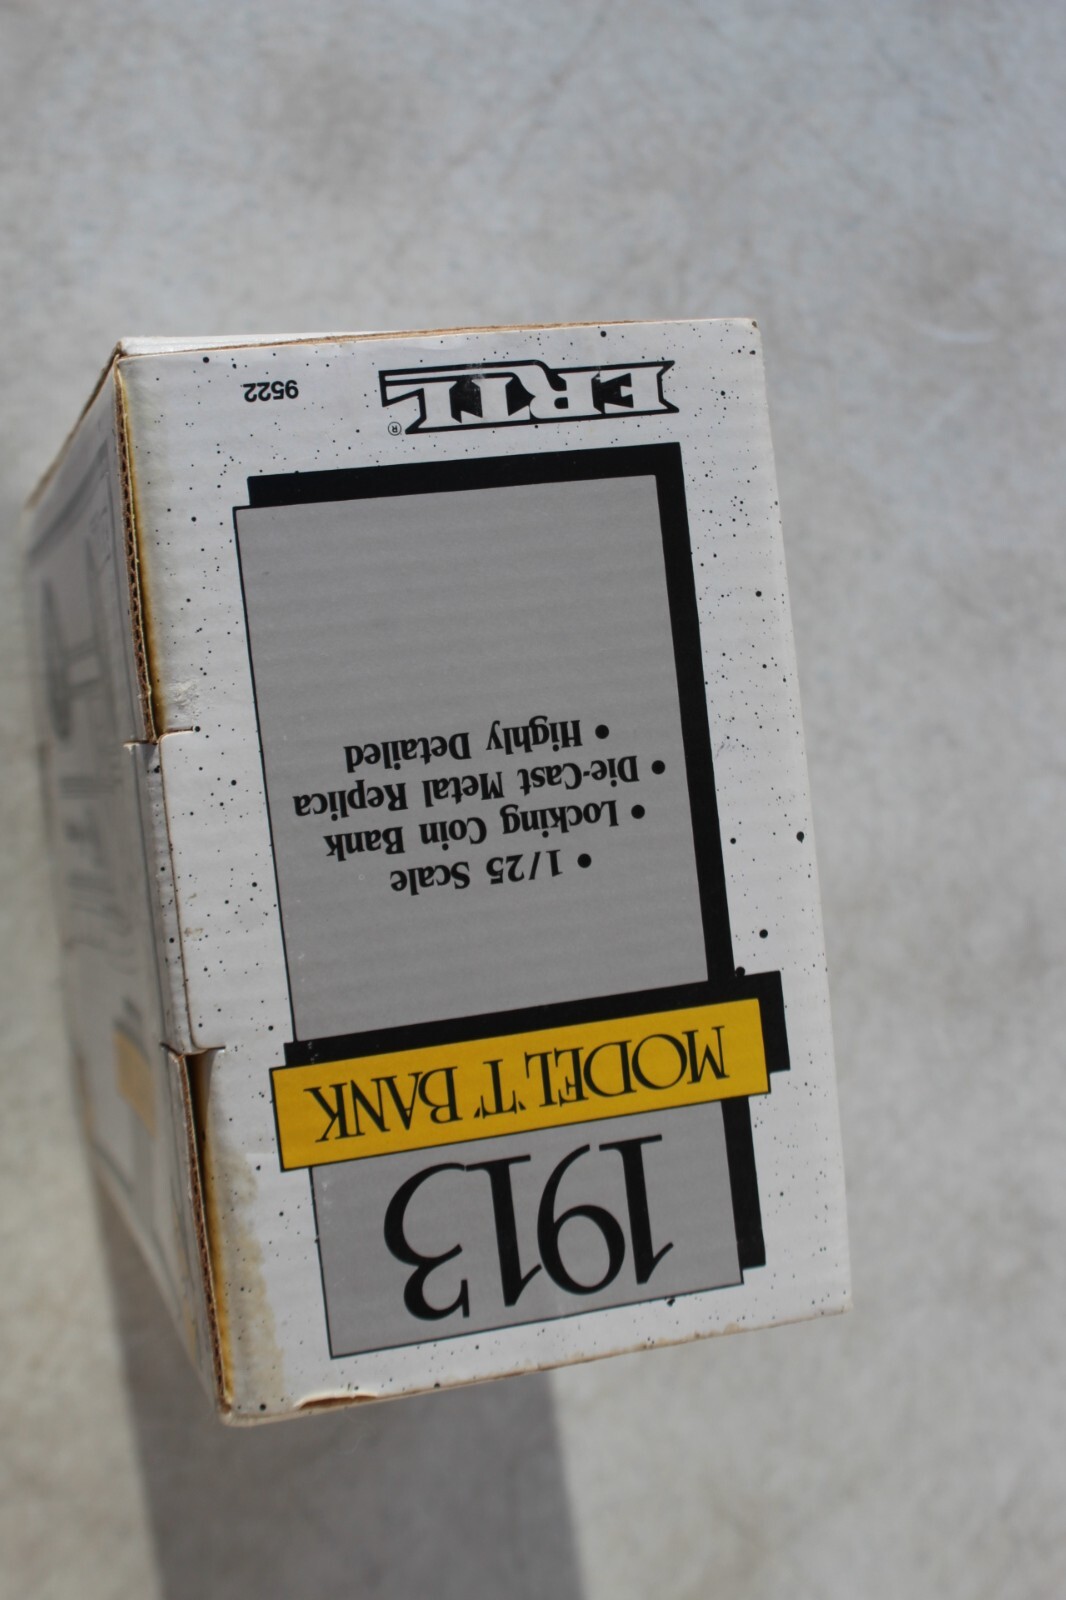 1913
MODEL "T" BANK
• 1/25 Scale
• Locking Coin Bank
• Die-Cast Metal Replica
• Highly Detailed
ERTL®
9522